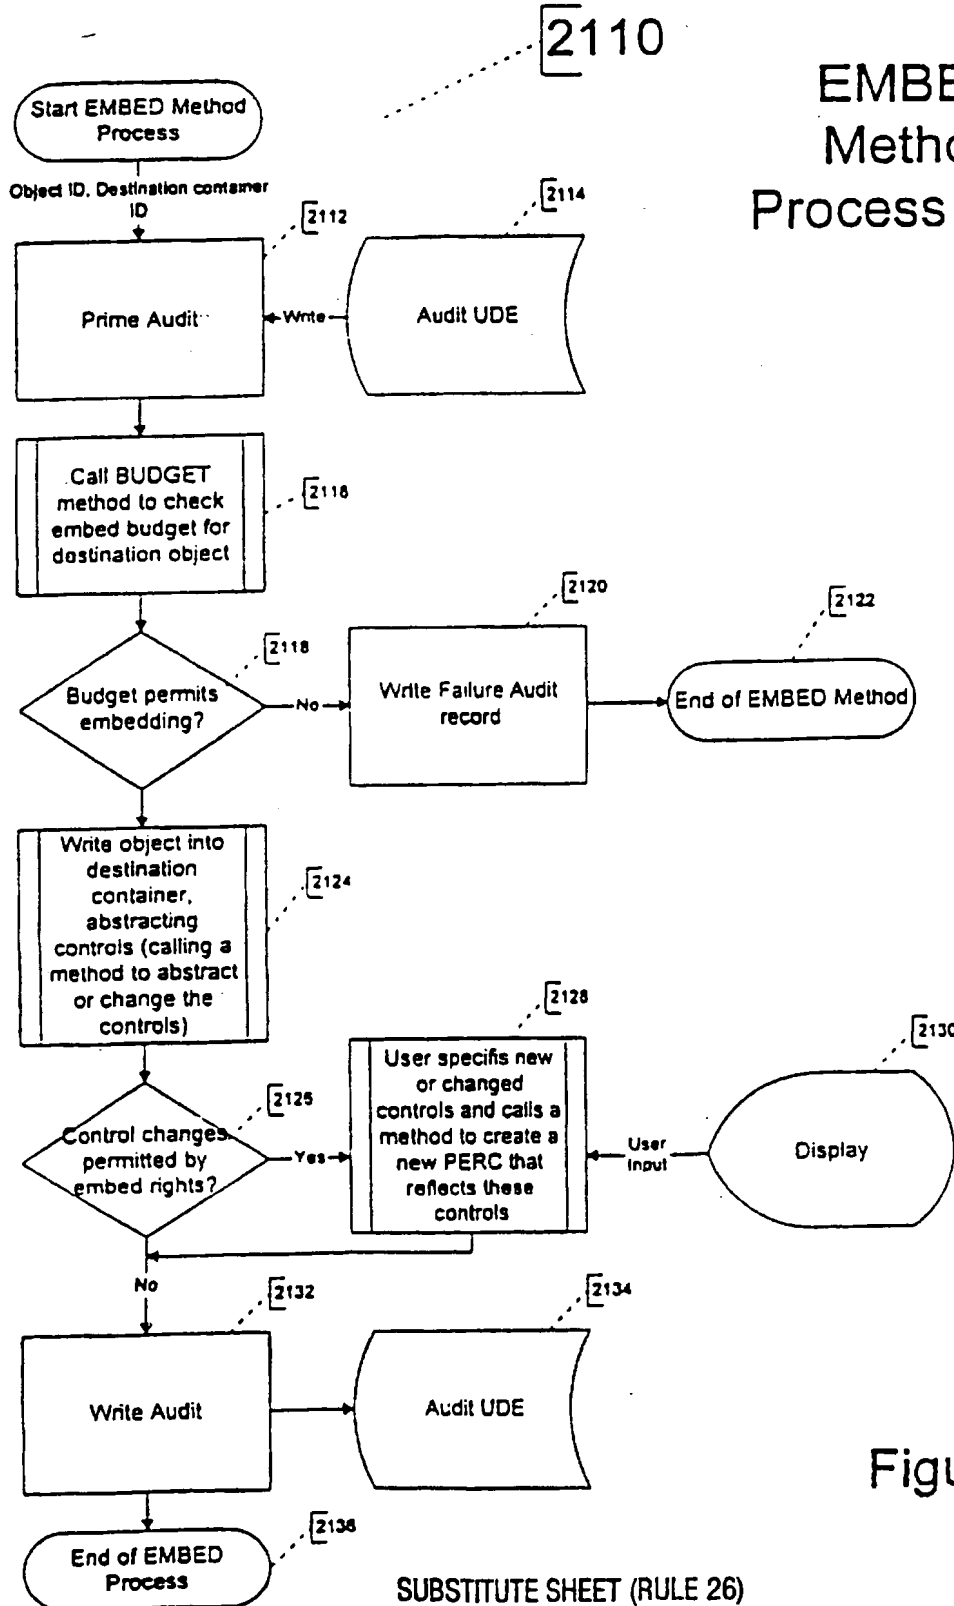 2110
EMBE
Metho
Process
Start EMBED Method
Process
Object ID, Destination container
ID
2112
2114
Prime Audit
Write
Audit UDE
Call BUDGET
method to check
embed budget for
destination object
2116
2118
Budget permits
embedding?
No
2120
Write Failure Audit
record
2122
End of EMBED Method
Write object into
destination
container,
abstracting
controls (calling a
method to abstract
or change the
controls)
2124
2126
Control changes
permitted by
embed rights?
Yes
2128
User specifis new
or changed
controls and calls a
method to create a
new PERC that
reflects these
controls
User
Input
2130
Display
No
2132
2134
Write Audit
Audit UDE
Figu
2136
End of EMBED
Process
SUBSTITUTE SHEET (RULE 26)